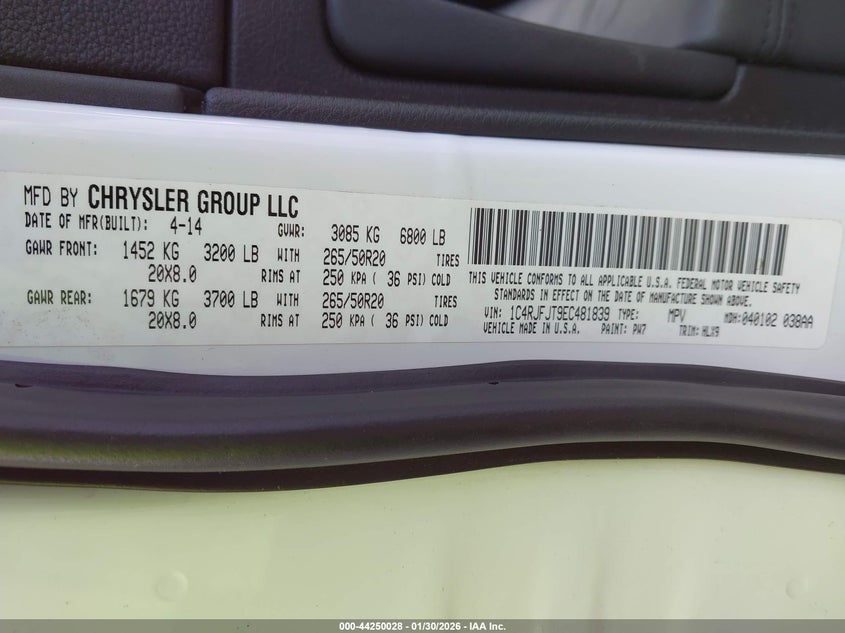 MFD BY CHRYSLER GROUP LLC
DATE OF MFR(BUILT): 4-14 GVWR: 3085 KG 6800 LB
GAWR FRONT: 1452 KG 3200 LB WITH 265/50R20 TIRES
20X8.0 RIMS AT 250 KPA ( 36 PSI) COLD
GAWR REAR: 1679 KG 3700 LB WITH 265/50R20 TIRES
20X8.0 RIMS AT 250 KPA ( 36 PSI) COLD
THIS VEHICLE CONFORMS TO ALL APPLICABLE U.S.A. FEDERAL MOTOR VEHICLE SAFETY
STANDARDS IN EFFECT ON THE DATE OF MANUFACTURE SHOWN ABOVE.
VIN: 1C4RJFJT9EC481839 TYPE: MPV MDH: 040102 038AA
VEHICLE MADE IN U.S.A. PAINT: PW7 TRIM: HLX9
000-44250028 - 01/30/2026 - IAA Inc.